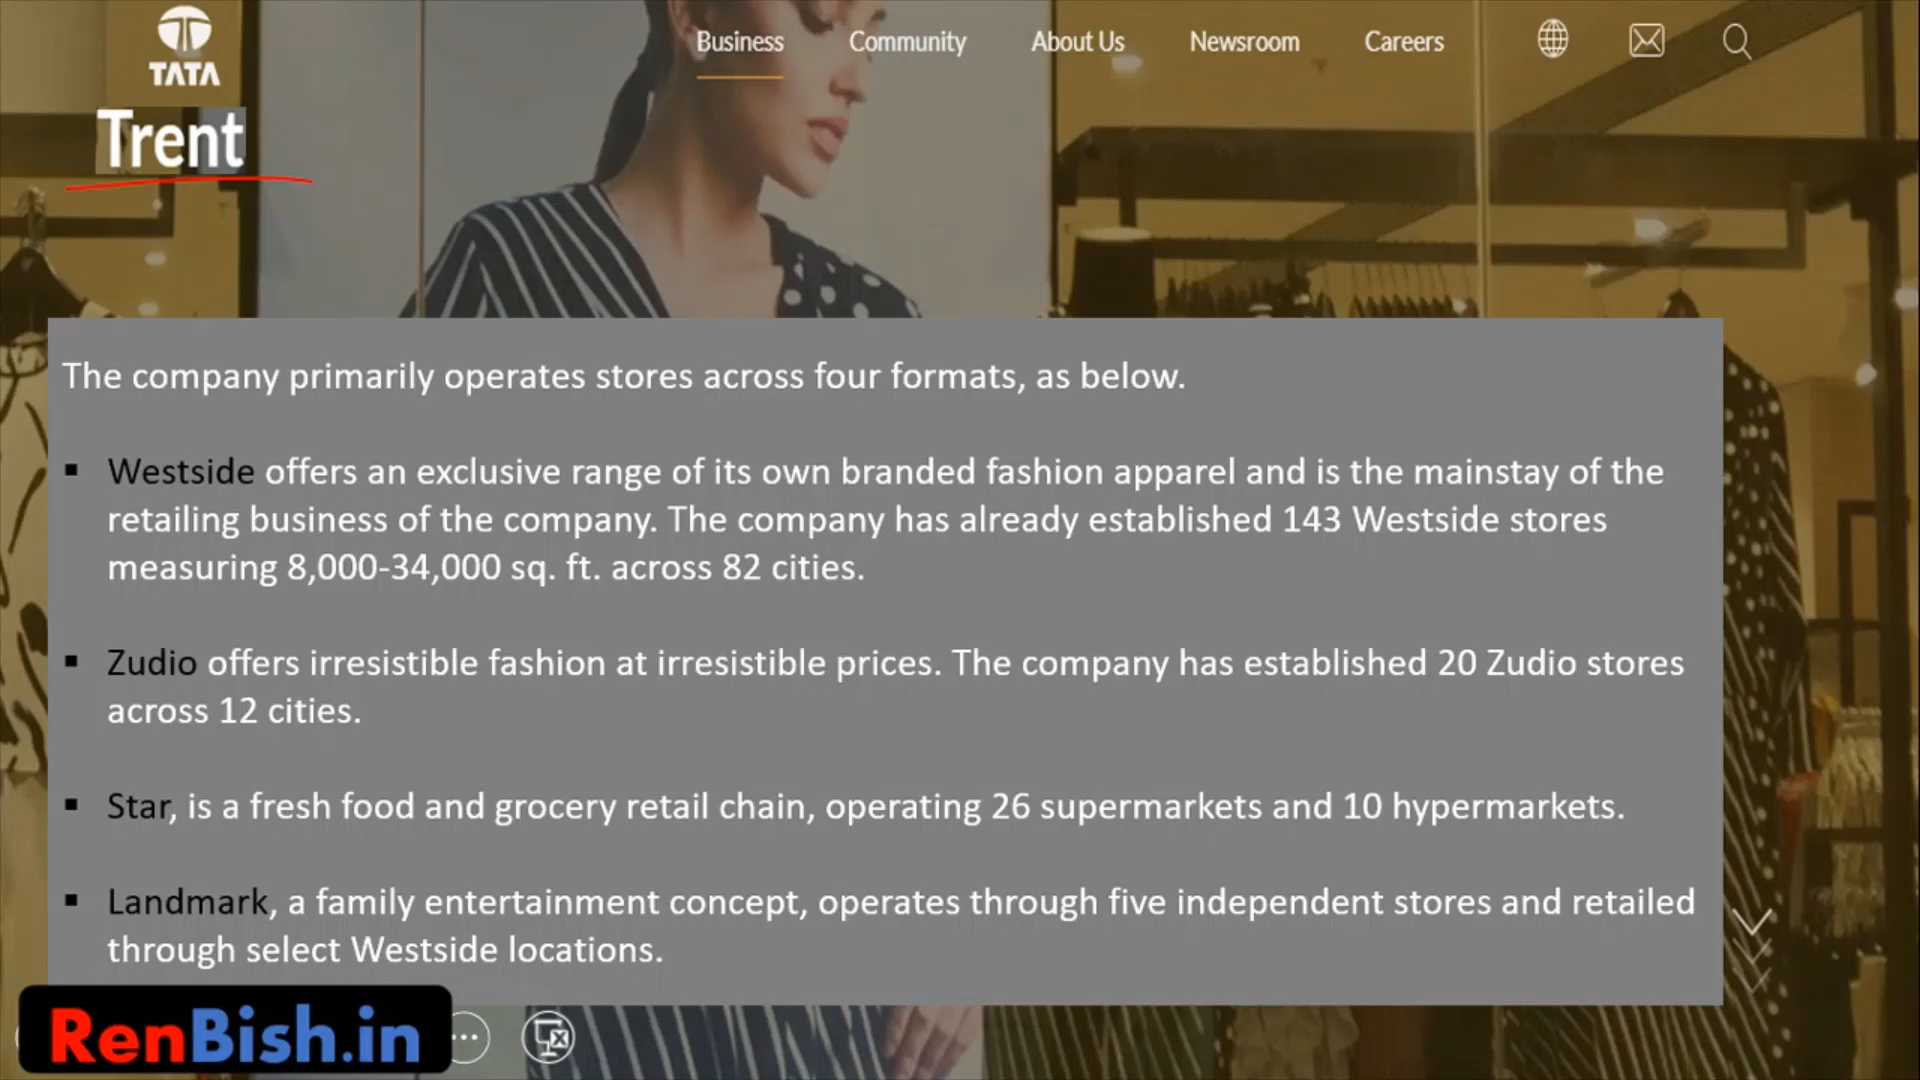 TATA
Business Community About Us Newsroom Careers
Trent
The company primarily operates stores across four formats, as below.
▪ Westside offers an exclusive range of its own branded fashion apparel and is the mainstay of the
retailing business of the company. The company has already established 143 Westside stores
measuring 8,000-34,000 sq. ft. across 82 cities.
▪ Zudio offers irresistible fashion at irresistible prices. The company has established 20 Zudio stores
across 12 cities.
▪ Star, is a fresh food and grocery retail chain, operating 26 supermarkets and 10 hypermarkets.
▪ Landmark, a family entertainment concept, operates through five independent stores and retailed
through select Westside locations.
RenBish.in